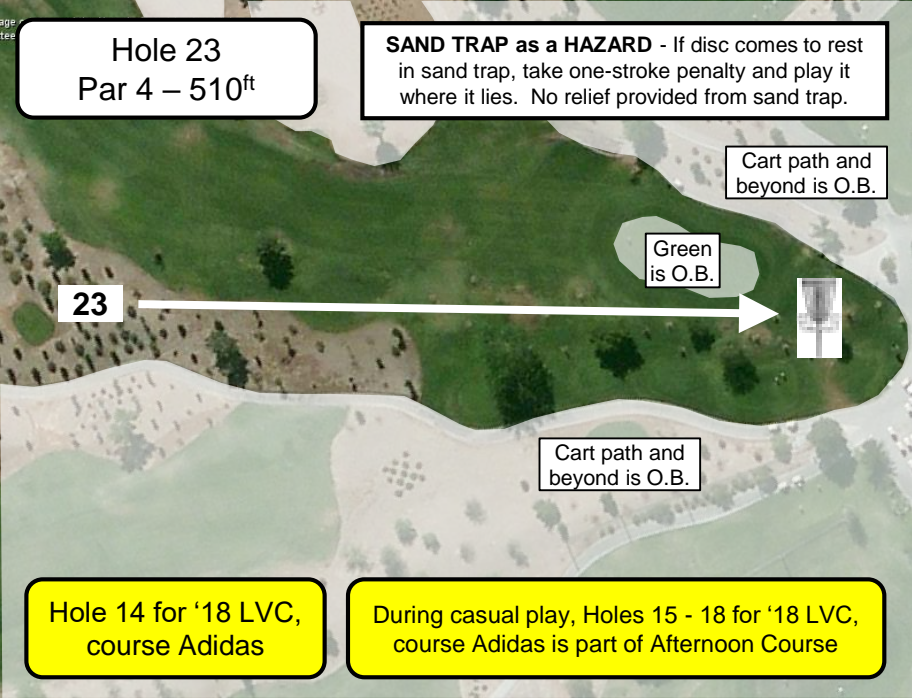 Hole 23
Par 4 – 510ft
SAND TRAP as a HAZARD - If disc comes to rest
in sand trap, take one-stroke penalty and play it
where it lies.  No relief provided from sand trap.
Cart path and
beyond is O.B.
Green
is O.B.
23
Cart path and
beyond is O.B.
Hole 14 for ‘18 LVC,
course Adidas
During casual play, Holes 15 - 18 for ‘18 LVC,
course Adidas is part of Afternoon Course